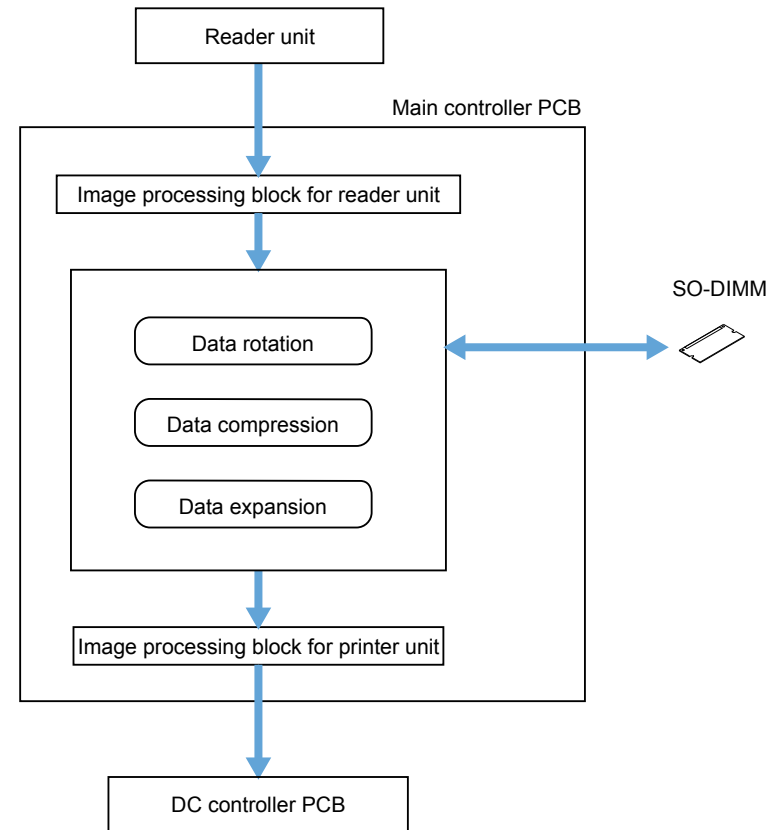 Reader unit
Main controller PCB
Image processing block for reader unit
SO-DIMM
Data rotation
Data compression
Data expansion
Image processing block for printer unit
DC controller PCB